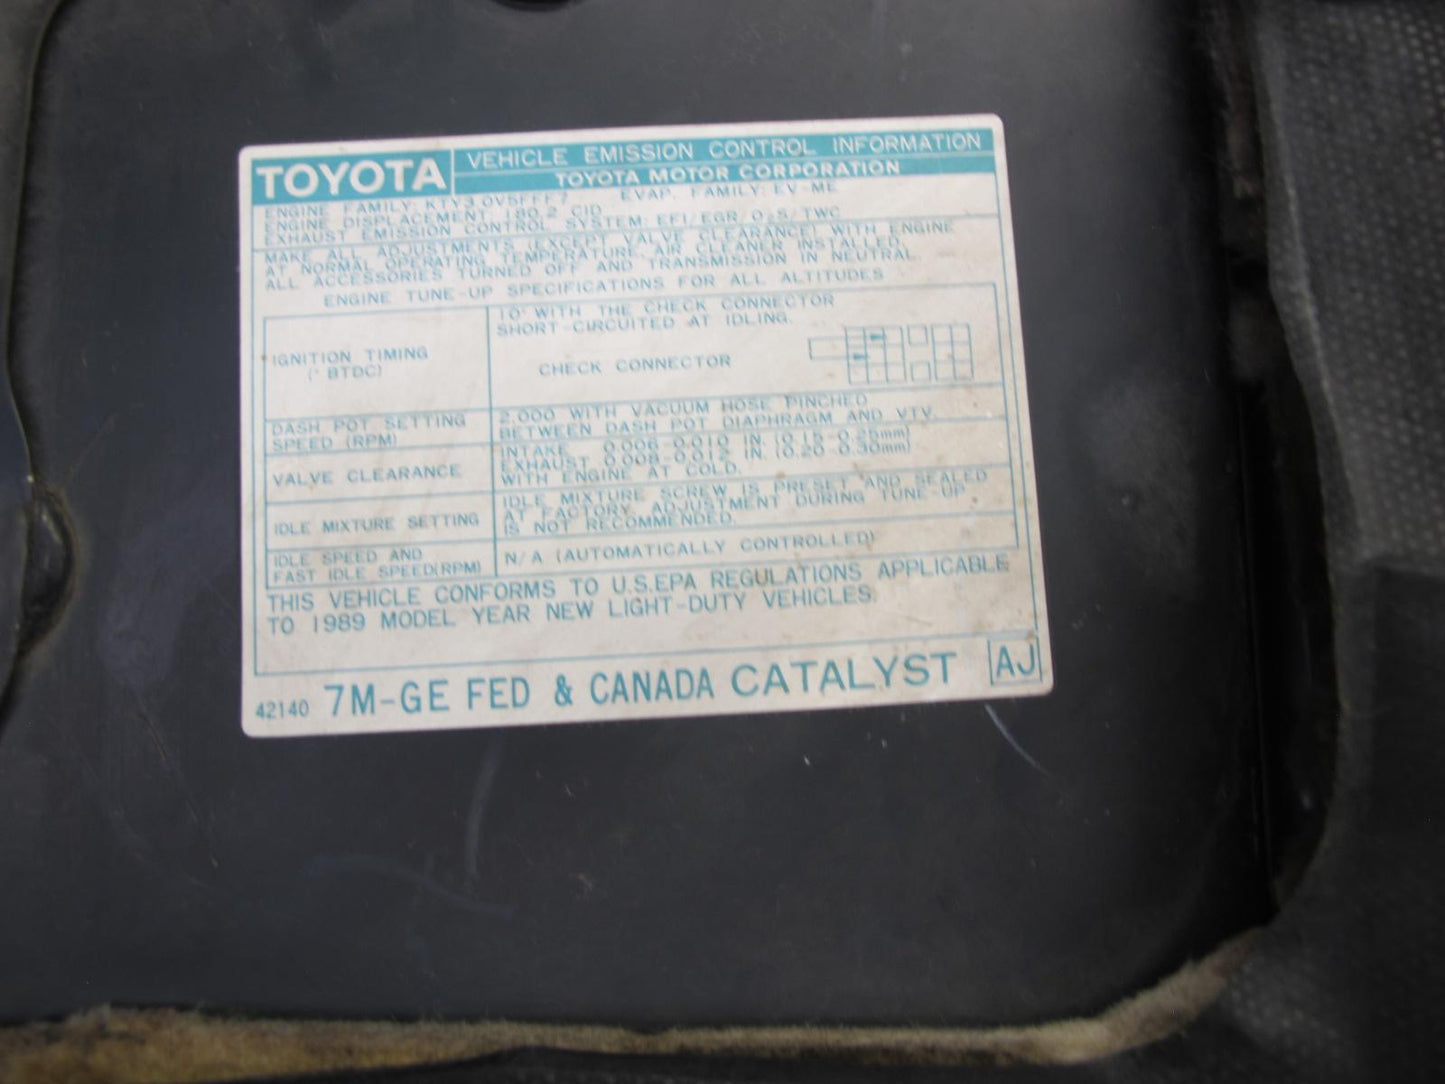 TOYOTA
VEHICLE EMISSION CONTROL INFORMATION
TOYOTA MOTOR CORPORATION
ENGINE FAMILY: KTY3.0V5FFF7 EVAP. FAMILY: EV-ME
ENGINE DISPLACEMENT: 180.2 CID
EXHAUST EMISSION CONTROL SYSTEM: EFI/EGR/O2S/TWC
MAKE ALL ADJUSTMENTS (EXCEPT VALVE CLEARANCE) WITH ENGINE
AT NORMAL OPERATING TEMPERATURE, AIR CLEANER INSTALLED,
ALL ACCESSORIES TURNED OFF AND TRANSMISSION IN NEUTRAL.
ENGINE TUNE-UP SPECIFICATIONS FOR ALL ALTITUDES
IGNITION TIMING
(° BTDC)
10° WITH THE CHECK CONNECTOR
SHORT-CIRCUITED AT IDLING.
CHECK CONNECTOR
DASH POT SETTING
SPEED (RPM)
2,000 WITH VACUUM HOSE PINCHED
BETWEEN DASH POT DIAPHRAGM AND VTV.
VALVE CLEARANCE
INTAKE 0.006-0.010 IN. (0.15-0.25mm)
EXHAUST 0.008-0.012 IN. (0.20-0.30mm)
WITH ENGINE AT COLD.
IDLE MIXTURE SETTING
IDLE MIXTURE SCREW IS PRESET AND SEALED
AT FACTORY. ADJUSTMENT DURING TUNE-UP
IS NOT RECOMMENDED.
IDLE SPEED AND
FAST IDLE SPEED(RPM)
N/A (AUTOMATICALLY CONTROLLED)
THIS VEHICLE CONFORMS TO U.S.EPA REGULATIONS APPLICABLE
TO 1989 MODEL YEAR NEW LIGHT-DUTY VEHICLES.
42140 7M-GE FED & CANADA CATALYST AJ